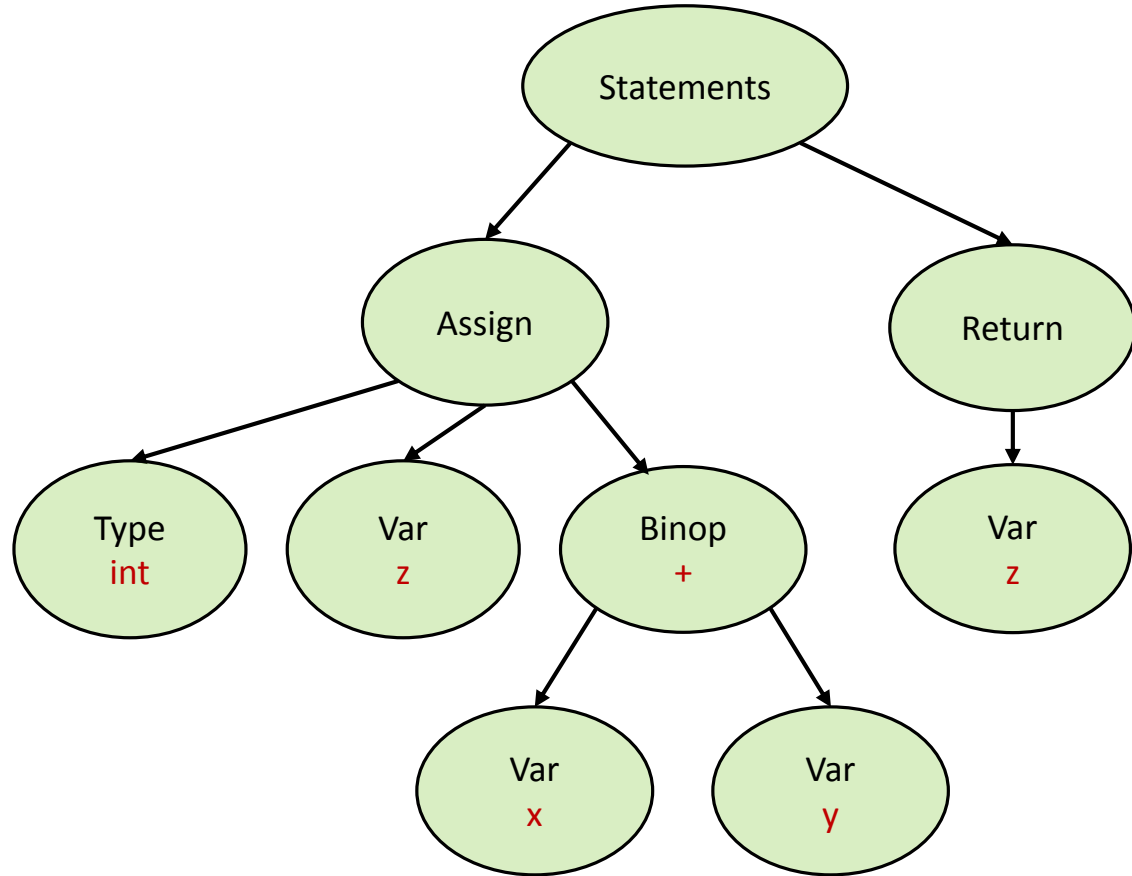 Statements
Assign
Return
Type
int
Var
z
Binop
+
Var
z
Var
x
Var
y